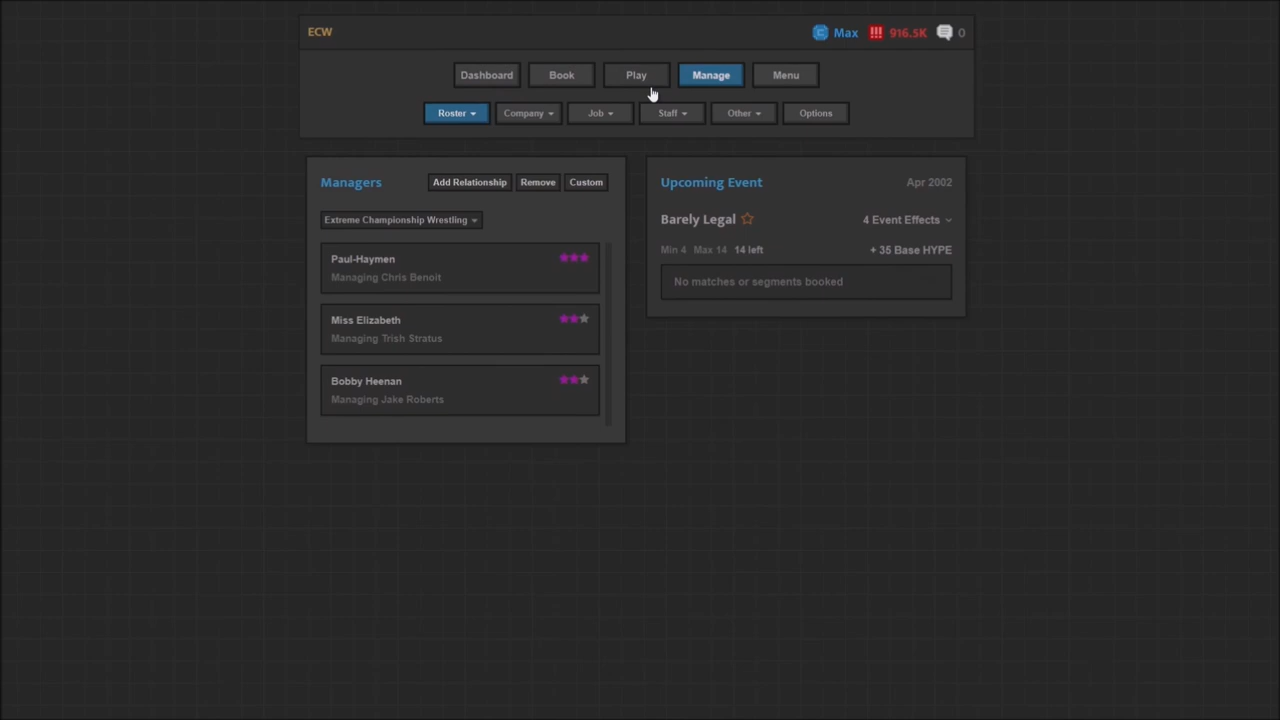 ECW
Max 916.5K 0
Dashboard Book Play Manage Menu
Roster Company Job Staff Other Options
Managers Add Relationship Remove Custom
Extreme Championship Wrestling
Paul-Haymen
Managing Chris Benoit
Miss Elizabeth
Managing Trish Stratus
Bobby Heenan
Managing Jake Roberts
Upcoming Event Apr 2002
Barely Legal 4 Event Effects
Min 4 Max 14 14 left + 35 Base HYPE
No matches or segments booked